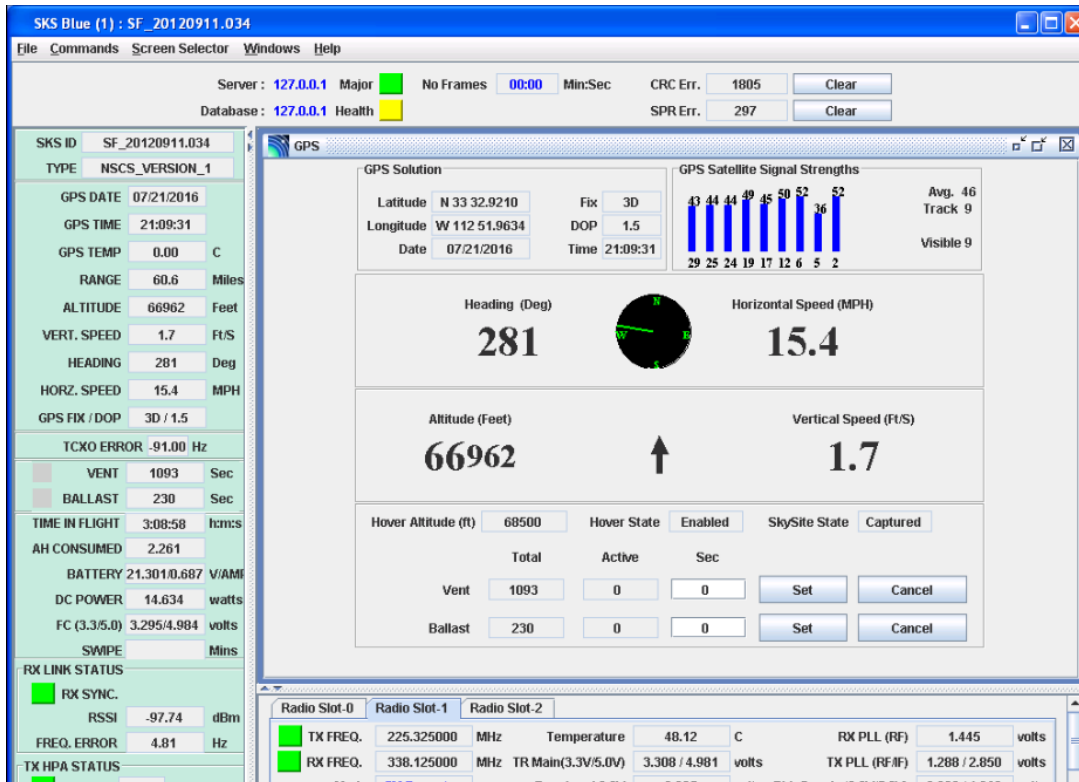 SKS Blue (1) : SF_20120911.034
File Commands Screen Selector Windows Help
Server : 127.0.0.1 Major No Frames 00:00 Min:Sec CRC Err. 1805 Clear
Database : 127.0.0.1 Health SPR Err. 297 Clear
SKS ID SF_20120911.034
TYPE NSCS_VERSION_1
GPS DATE 07/21/2016
GPS TIME 21:09:31
GPS TEMP 0.00 C
RANGE 60.6 Miles
ALTITUDE 66962 Feet
VERT. SPEED 1.7 Ft/S
HEADING 281 Deg
HORZ. SPEED 15.4 MPH
GPS FIX / DOP 3D / 1.5
TCXO ERROR -91.00 Hz
VENT 1093 Sec
BALLAST 230 Sec
TIME IN FLIGHT 3:08:58 h:m:s
AH CONSUMED 2.261
BATTERY 21.301/0.687 V/AMP
DC POWER 14.634 watts
FC (3.3/5.0) 3.295/4.984 volts
SWIPE Mins
RX LINK STATUS
RX SYNC.
RSSI -97.74 dBm
FREQ. ERROR 4.81 Hz
TX HPA STATUS
GPS
GPS Solution
Latitude N 33 32.9210 Fix 3D
Longitude W 112 51.9634 DOP 1.5
Date 07/21/2016 Time 21:09:31
GPS Satellite Signal Strengths
43 44 44 49 45 50 52 36 52
29 25 24 19 17 12 6 5 2
Avg. 46
Track 9
Visible 9
Heading (Deg) Horizontal Speed (MPH)
N
W E
S
281 15.4
Altitude (Feet) Vertical Speed (Ft/S)
66962 1.7
Hover Altitude (ft) 68500 Hover State Enabled SkySite State Captured
Total Active Sec
Vent 1093 0 0 Set Cancel
Ballast 230 0 0 Set Cancel
Radio Slot-0 Radio Slot-1 Radio Slot-2
TX FREQ. 225.325000 MHz Temperature 48.12 C RX PLL (RF) 1.445 volts
RX FREQ. 338.125000 MHz TR Main(3.3V/5.0V) 3.308 / 4.981 volts TX PLL (RF/IF) 1.288 / 2.850 volts